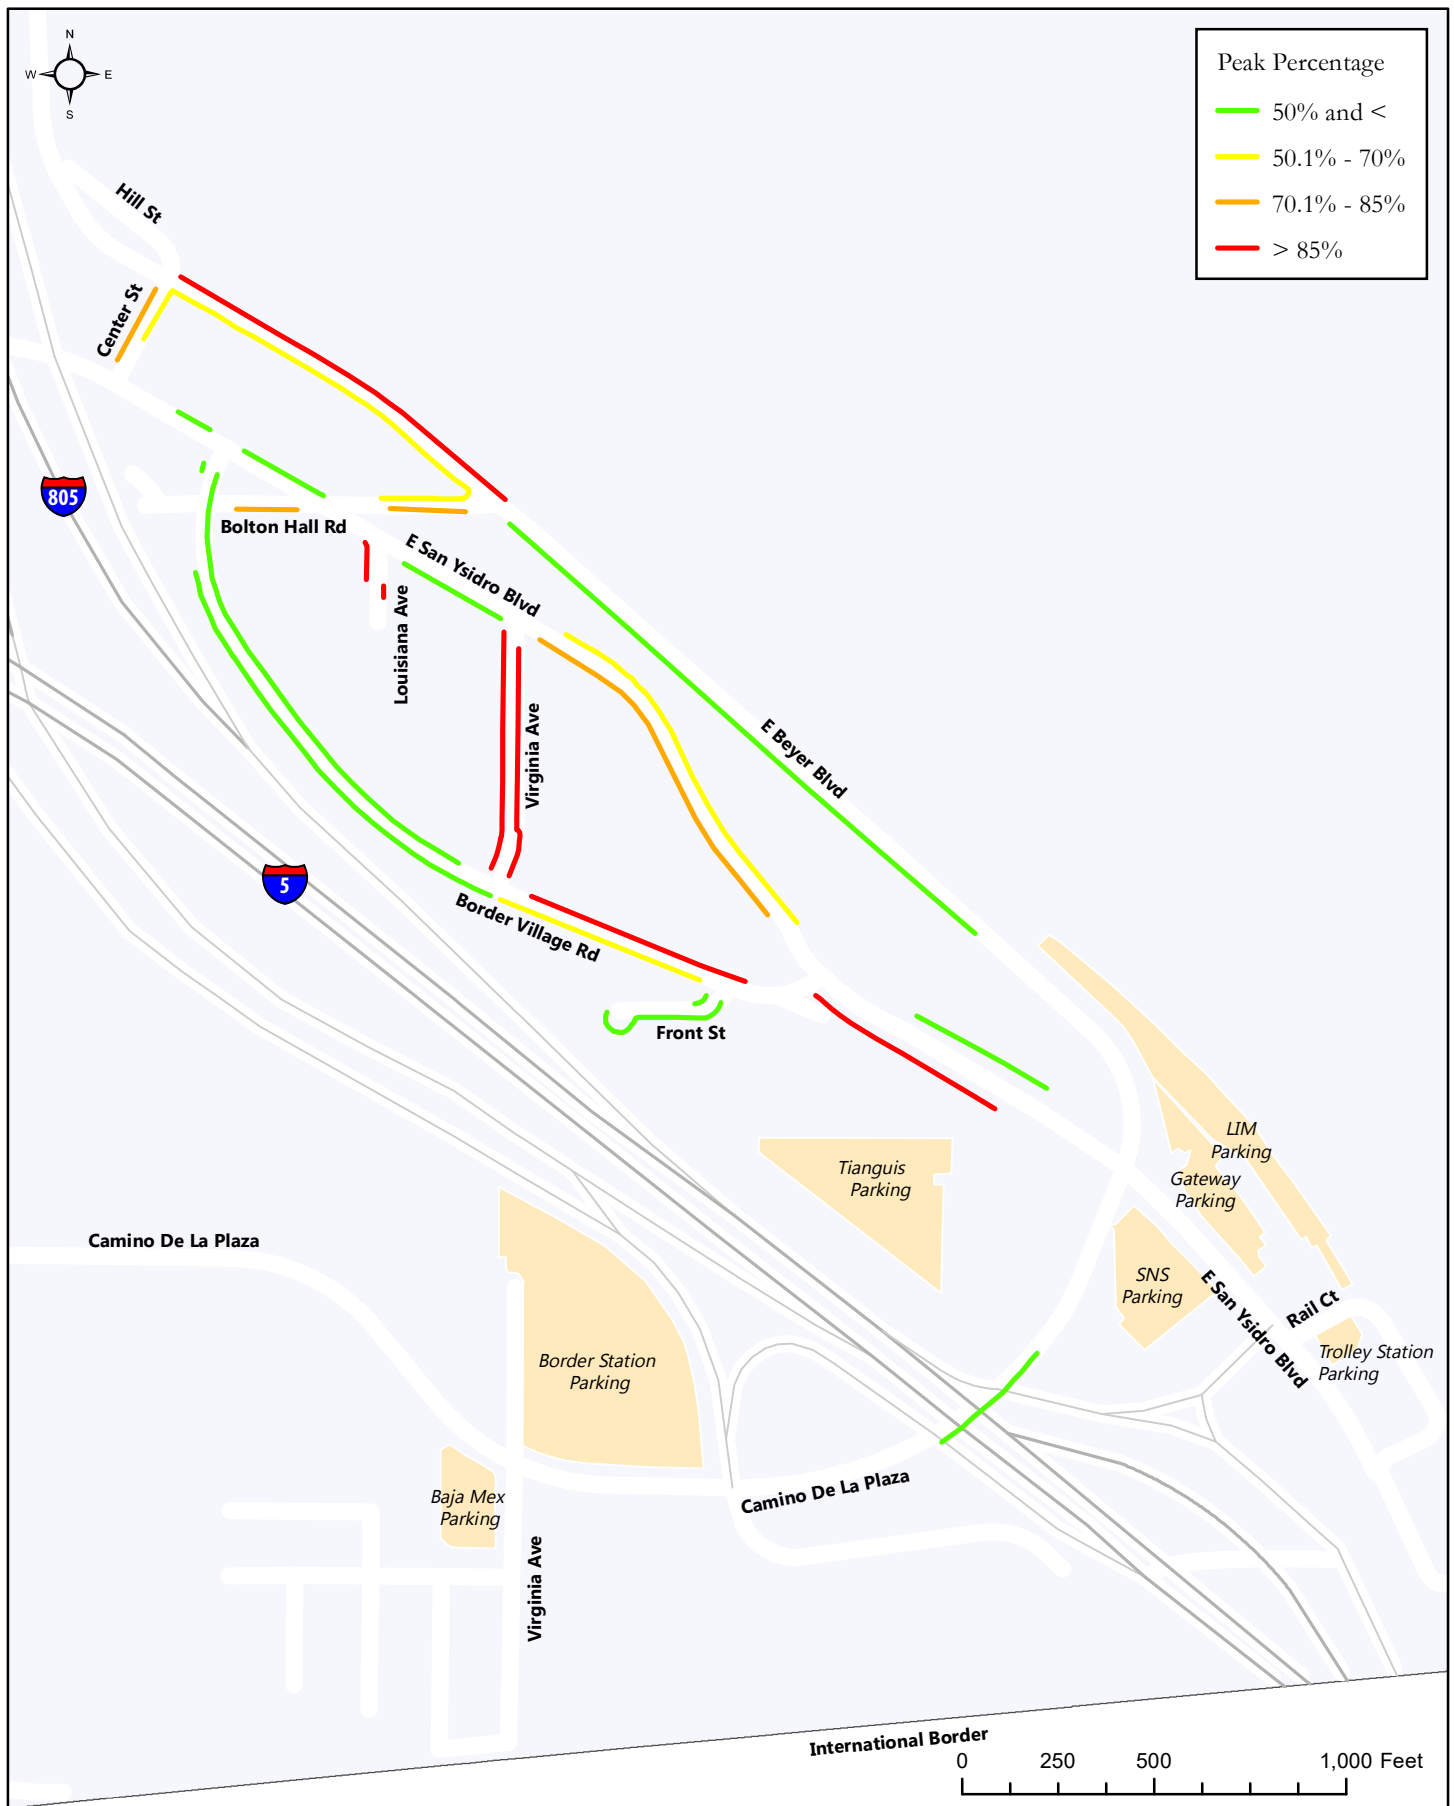 N
W E
S
Peak Percentage
50% and <
50.1% - 70%
70.1% - 85%
> 85%
Hill St
Center St
805
Bolton Hall Rd
E San Ysidro Blvd
Louisiana Ave
Virginia Ave
E Beyer Blvd
5
Border Village Rd
Front St
LIM
Parking
Tianguis
Parking
Gateway
Parking
Camino De La Plaza
SNS
Parking
E San Ysidro Blvd
Rail Ct
Trolley Station
Parking
Border Station
Parking
Baja Mex
Parking
Camino De La Plaza
Virginia Ave
International Border
0 250 500 1,000 Feet